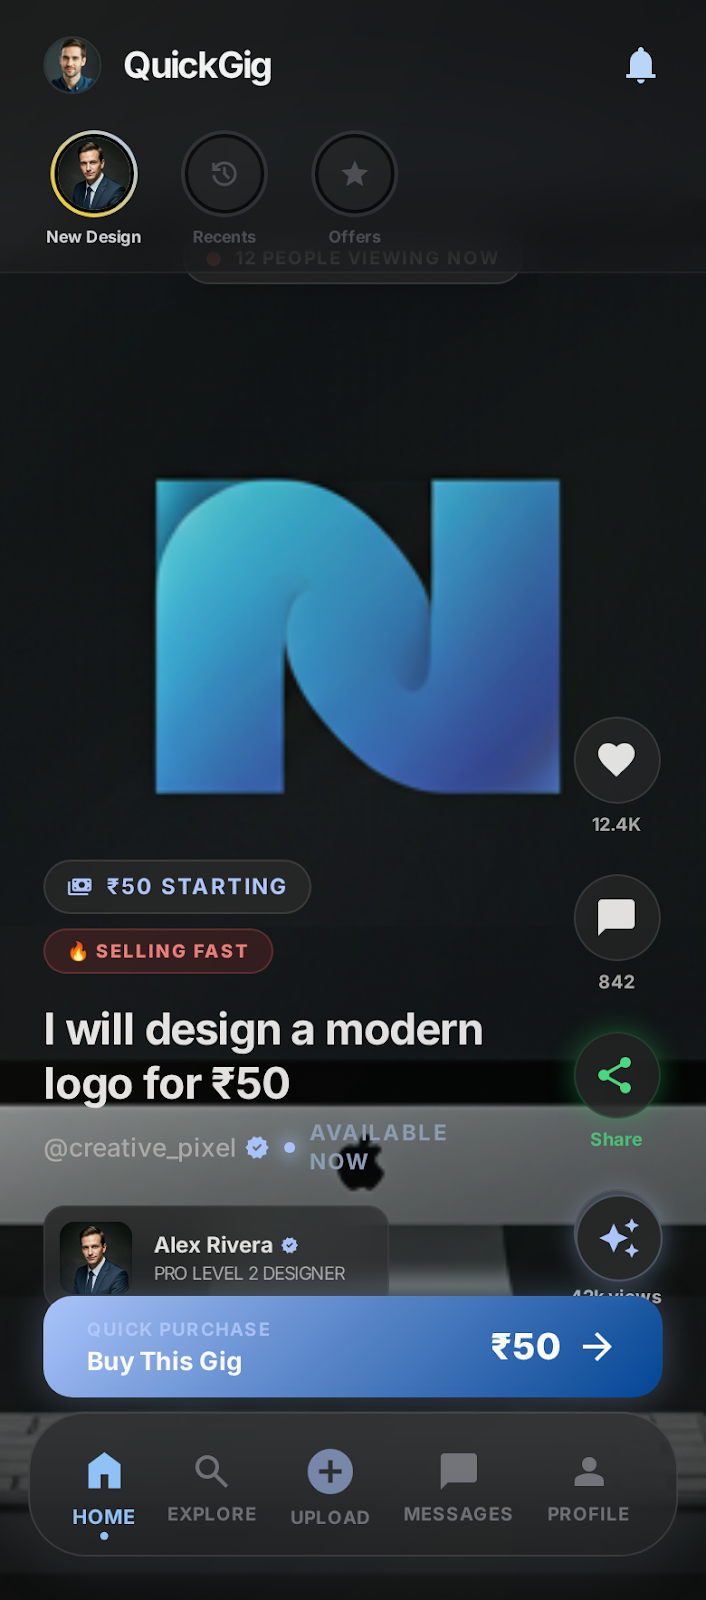 QuickGig
New Design
Recents
Offers
12 PEOPLE VIEWING NOW
12.4K
₹50 STARTING
🔥 SELLING FAST
842
I will design a modern
logo for ₹50
Share
@creative_pixel
AVAILABLE
NOW
Alex Rivera
PRO LEVEL 2 DESIGNER
42k views
QUICK PURCHASE
Buy This Gig
₹50
HOME
EXPLORE
UPLOAD
MESSAGES
PROFILE